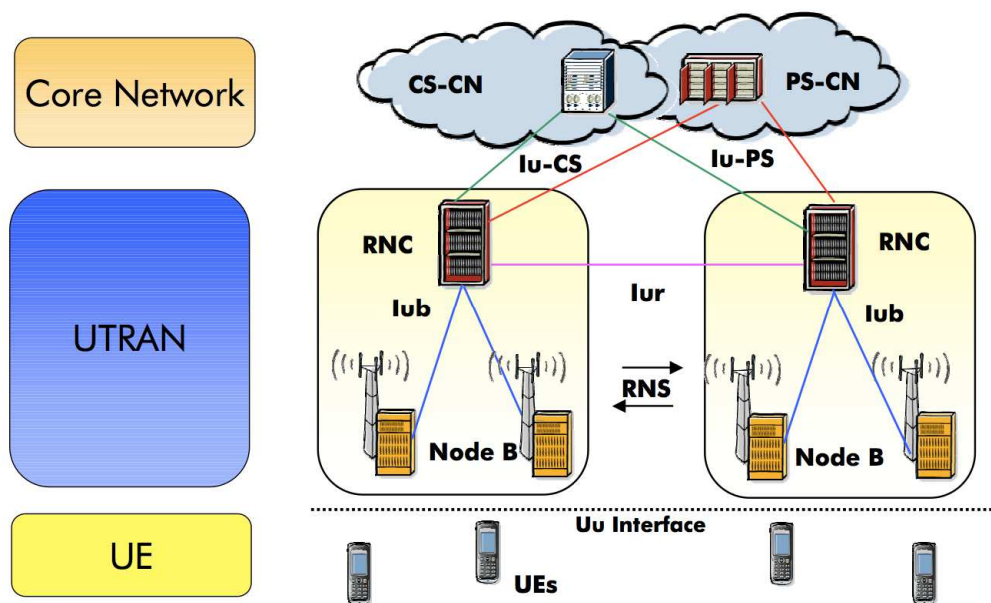 Core Network
CS-CN
PS-CN
Iu-CS
Iu-PS
UTRAN
RNC
RNC
Iub
Iur
Iub
RNS
Node B
Node B
Uu Interface
UE
UEs